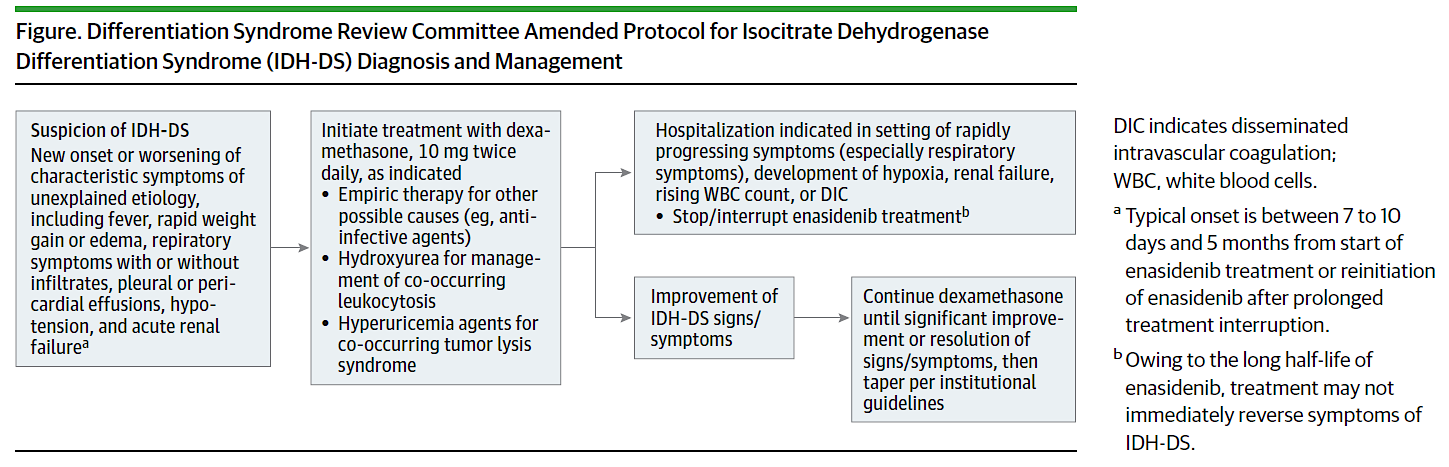 Figure. Differentiation Syndrome Review Committee Amended Protocol for Isocitrate Dehydrogenase
Differentiation Syndrome (IDH-DS) Diagnosis and Management
Suspicion of IDH-DS
New onset or worsening of
characteristic symptoms of
unexplained etiology,
including fever, rapid weight
gain or edema, repiratory
symptoms with or without
infiltrates, pleural or peri-
cardial effusions, hypo-
tension, and acute renal
failureᵃ
Initiate treatment with dexa-
methasone, 10 mg twice
daily, as indicated
• Empiric therapy for other
possible causes (eg, anti-
infective agents)
• Hydroxyurea for manage-
ment of co-occurring
leukocytosis
• Hyperuricemia agents for
co-occurring tumor lysis
syndrome
Hospitalization indicated in setting of rapidly
progressing symptoms (especially respiratory
symptoms), development of hypoxia, renal failure,
rising WBC count, or DIC
• Stop/interrupt enasidenib treatmentᵇ
Improvement of
IDH-DS signs/
symptoms
Continue dexamethasone
until significant improve-
ment or resolution of
signs/symptoms, then
taper per institutional
guidelines
DIC indicates disseminated
intravascular coagulation;
WBC, white blood cells.
ᵃ Typical onset is between 7 to 10
days and 5 months from start of
enasidenib treatment or reinitiation
of enasidenib after prolonged
treatment interruption.
ᵇ Owing to the long half-life of
enasidenib, treatment may not
immediately reverse symptoms of
IDH-DS.